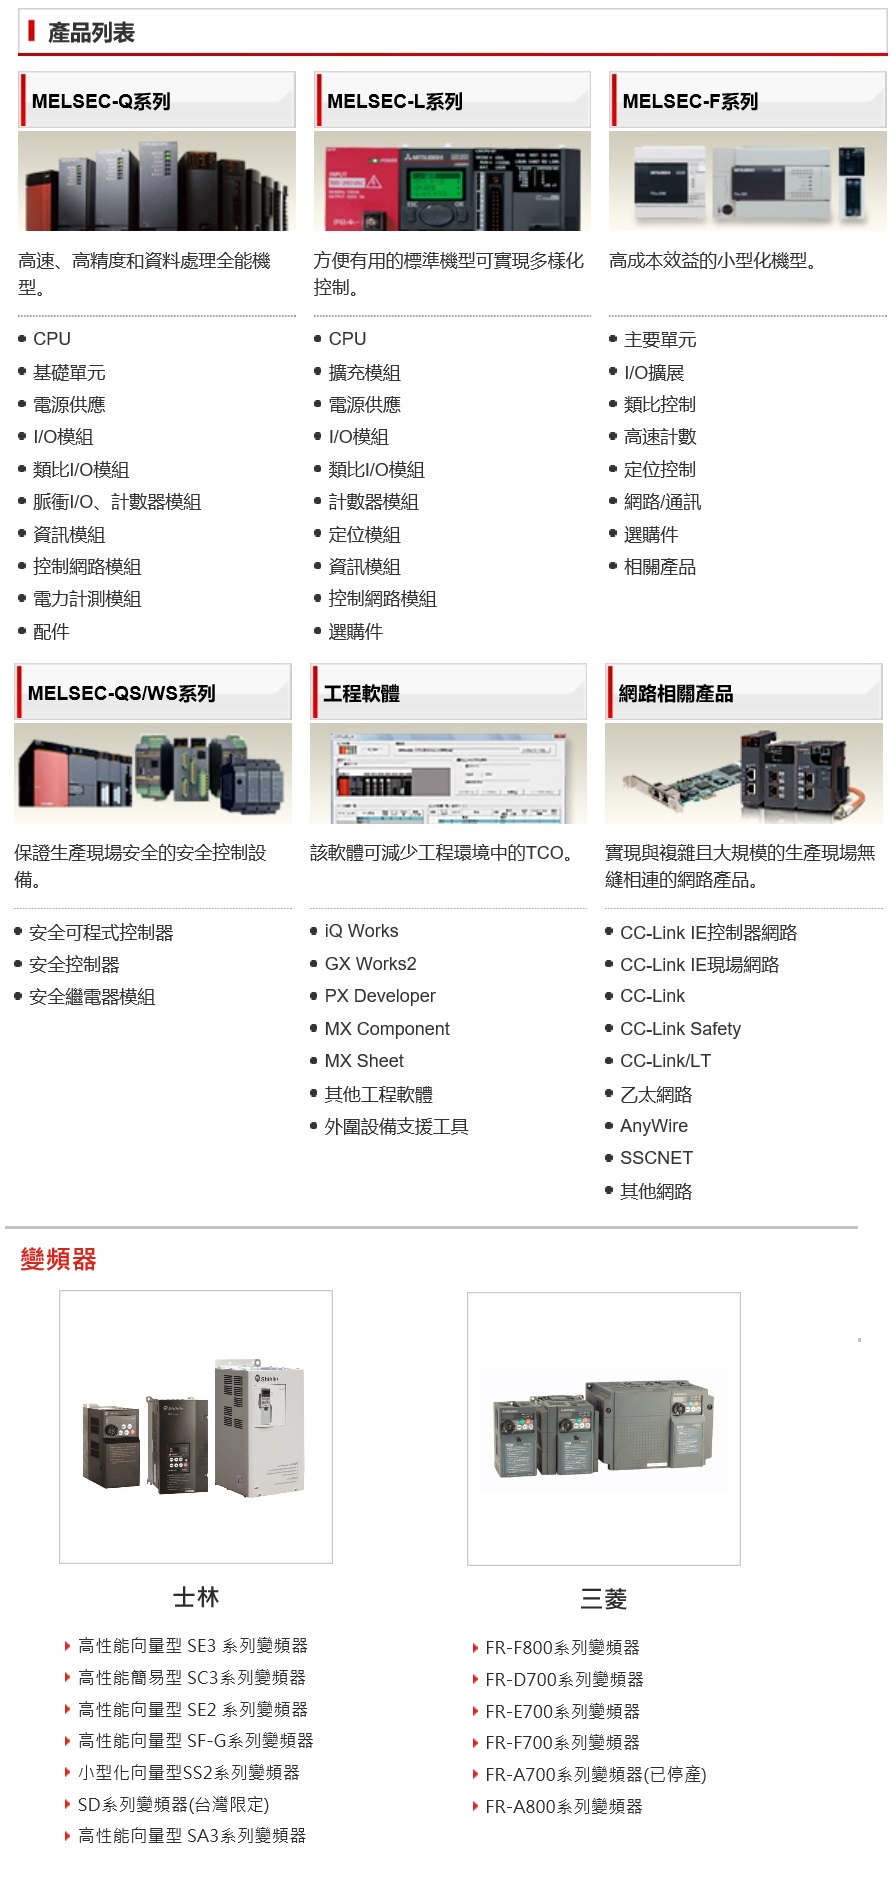 產品列表
MELSEC-Q系列
高速、高精度和資料處理全能機
型。
CPU
基礎單元
電源供應
I/O模組
類比I/O模組
脈衝I/O、計數器模組
資訊模組
控制網路模組
電力計測模組
配件
MELSEC-L系列
MITSUBISHI
POWER
INPUT
方便有用的標準機型可實現多樣化
控制。
CPU
擴充模組
電源供應
I/O模組
類比I/O模組
計數器模組
定位模組
資訊模組
控制網路模組
選購件
MELSEC-F系列
高成本效益的小型化機型。
主要單元
I/O擴展
類比控制
高速計數
定位控制
網路/通訊
選購件
相關產品
MELSEC-QS/WS系列
保證生產現場安全的安全控制設
備。
安全可程式控制器
安全控制器
安全繼電器模組
工程軟體
該軟體可減少工程環境中的TCO。
iQ Works
GX Works2
PX Developer
MX Component
MX Sheet
其他工程軟體
外圍設備支援工具
網路相關產品
實現與複雜且大規模的生產現場無
縫相連的網路產品。
CC-Link IE控制器網路
CC-Link IE現場網路
CC-Link
CC-Link Safety
CC-Link/LT
乙太網路
AnyWire
SSCNET
其他網路
變頻器
Shihlin
士林
高性能向量型 SE3 系列變頻器
高性能簡易型 SC3系列變頻器
高性能向量型 SE2 系列變頻器
高性能向量型 SF-G系列變頻器
小型化向量型SS2系列變頻器
SD系列變頻器(台灣限定)
高性能向量型 SA3系列變頻器
三菱
FR-F800系列變頻器
FR-D700系列變頻器
FR-E700系列變頻器
FR-F700系列變頻器
FR-A700系列變頻器(已停產)
FR-A800系列變頻器